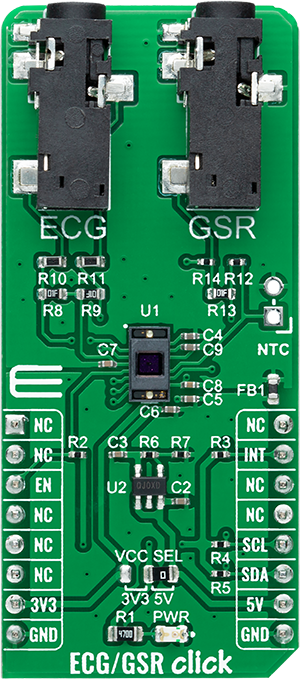 ECG GSR
R10 R11 R14 R12
R8 R9 R13
U1
C4
C9
NTC
C7
C8
C5
FB1
C6
NC NC
NC R2 C3 R6 R7 R3 INT
EN U2 C2 NC
NC NC
NC R4 SCL
VCC SEL
NC R5 SDA
3V3 3V3 5V 5V
R1 4700 PWR
GND GND
ECG/GSR click